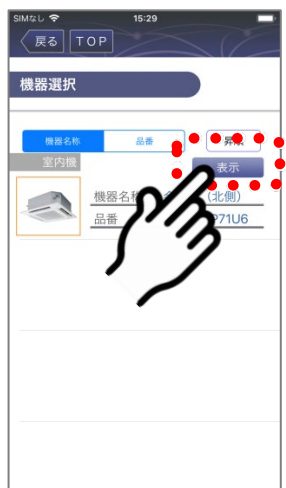 SIMなし 15:29
戻る TOP
機器選択
機器名称 品番 昇順
室内機
表示
機器名称 (北側)
品番 P71U6